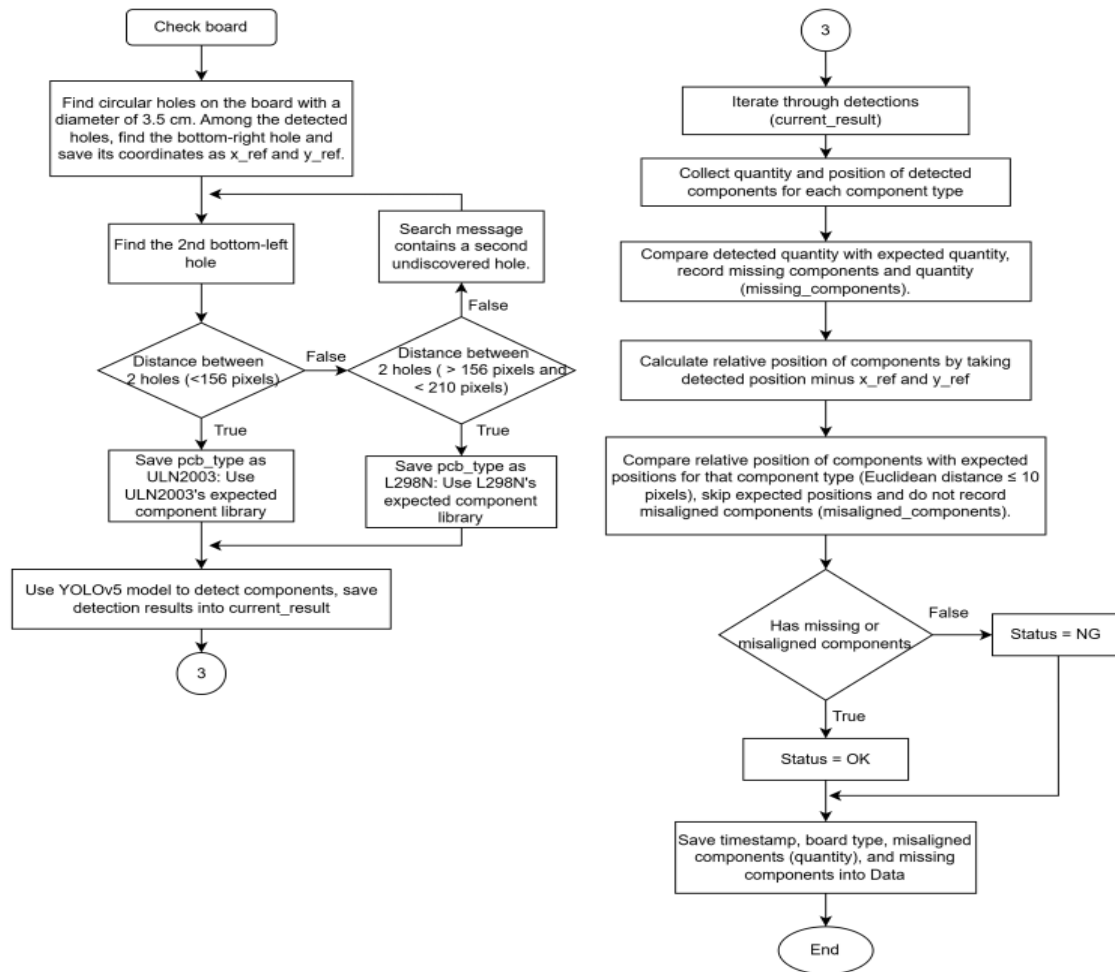 Check board
Find circular holes on the board with a
diameter of 3.5 cm. Among the detected
holes, find the bottom-right hole and
save its coordinates as x_ref and y_ref.
Find the 2nd bottom-left
hole
Search message
contains a second
undiscovered hole.
False
Distance between
2 holes (<156 pixels)
False
Distance between
2 holes ( > 156 pixels and
< 210 pixels)
True
True
Save pcb_type as
ULN2003: Use
ULN2003's expected
component library
Save pcb_type as
L298N: Use L298N's
expected component
library
Use YOLOv5 model to detect components, save
detection results into current_result
3
3
Iterate through detections
(current_result)
Collect quantity and position of detected
components for each component type
Compare detected quantity with expected quantity,
record missing components and quantity
(missing_components).
Calculate relative position of components by taking
detected position minus x_ref and y_ref
Compare relative position of components with expected
positions for that component type (Euclidean distance ≤ 10
pixels), skip expected positions and do not record
misaligned components (misaligned_components).
Has missing or
misaligned components
False
Status = NG
True
Status = OK
Save timestamp, board type, misaligned
components (quantity), and missing
components into Data
End